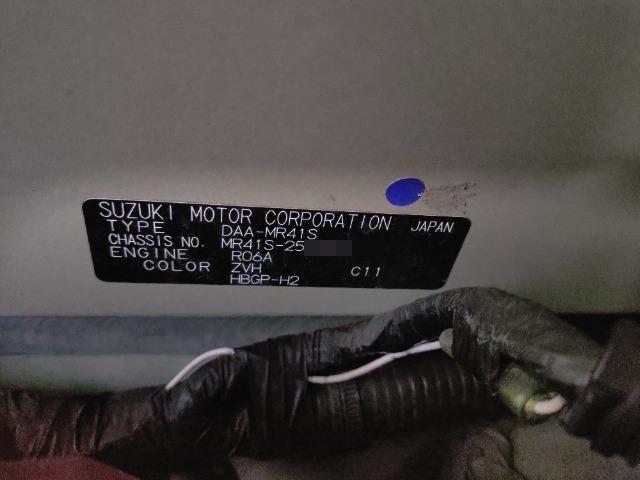 SUZUKI MOTOR CORPORATION JAPAN
TYPE DAA-MR41S
CHASSIS NO. MR41S-25
ENGINE R06A
COLOR ZVH C11
HBGP-H2